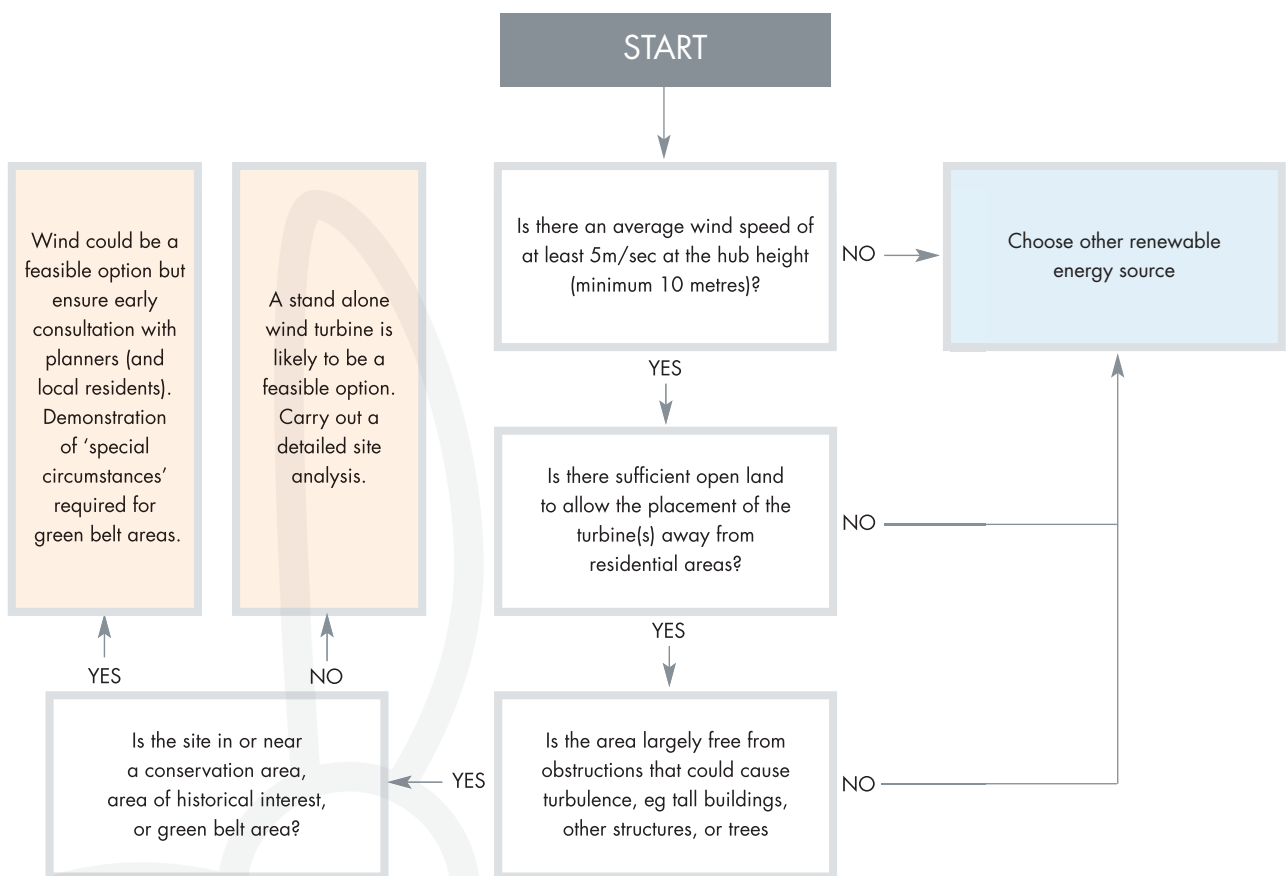 START
Is there an average wind speed of
at least 5m/sec at the hub height
(minimum 10 metres)?
NO
Choose other renewable
energy source
YES
Is there sufficient open land
to allow the placement of the
turbine(s) away from
residential areas?
NO
YES
Is the area largely free from
obstructions that could cause
turbulence, eg tall buildings,
other structures, or trees
NO
YES
Is the site in or near
a conservation area,
area of historical interest,
or green belt area?
YES
NO
Wind could be a
feasible option but
ensure early
consultation with
planners (and
local residents).
Demonstration
of ‘special
circumstances’
required for
green belt areas.
A stand alone
wind turbine is
likely to be a
feasible option.
Carry out a
detailed site
analysis.